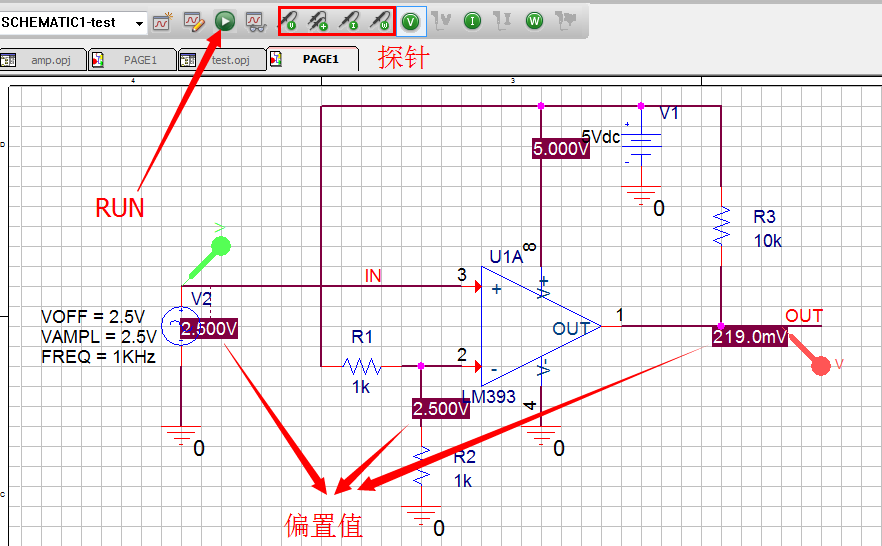 SCHEMATIC1-test
amp.opj
PAGE1
test.opj
PAGE1
探针
4
3
RUN
V1
5Vdc
5.000V
0
R3
10k
U1A
8
V+
IN
3
+
V
V2
VOFF = 2.5V
VAMPL = 2.5V
FREQ = 1KHz
2.500V
0
R1
1k
2
-
OUT
1
OUT
219.0mV
V
V-
LM393
4
0
2.500V
R2
1k
0
偏置值